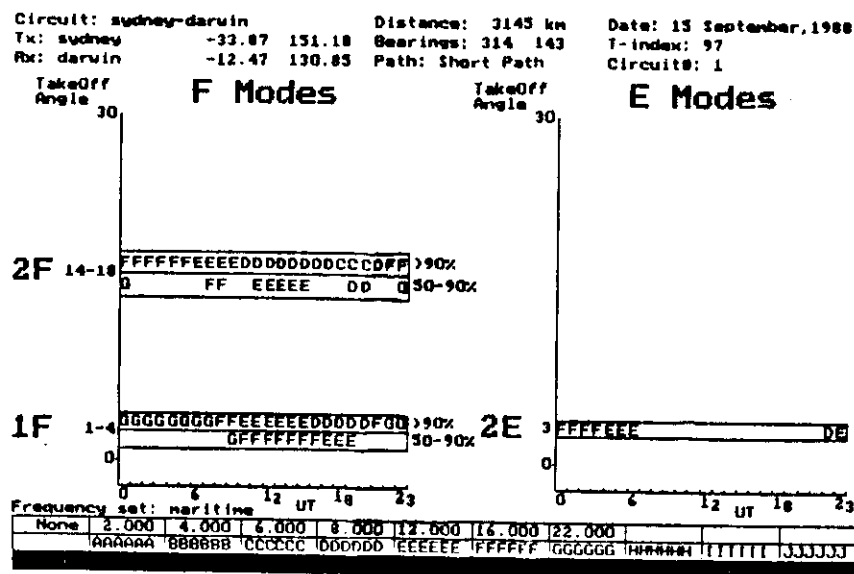 Circuit: sydney-darwin Distance: 3145 km Date: 15 September,1988
Tx: sydney -33.87 151.18 Bearings: 314 143 T-index: 97
Rx: darwin -12.47 130.85 Path: Short Path Circuit#: 1
TakeOff Angle F Modes TakeOff Angle E Modes
30 30
2F 14-18 FFFFFFEEEEDDDDDDDDCCCDFF >90%
G FF EEEEE DD G 50-90%
1F 1-4 GGGGGGGGFFEEEEEEDDDDDFGG >90% 2E 3 FFFFEEE DE
GFFFFFFFEEE 50-90%
0 0
0 6 12 UT 18 23 0 6 12 UT 18 23
Frequency set: maritime
None 2.000 4.000 6.000 8.000 12.000 16.000 22.000
AAAAAA BBBBBB CCCCCC DDDDDD EEEEEE FFFFFF GGGGGG HHHHHH IIIIII JJJJJJ